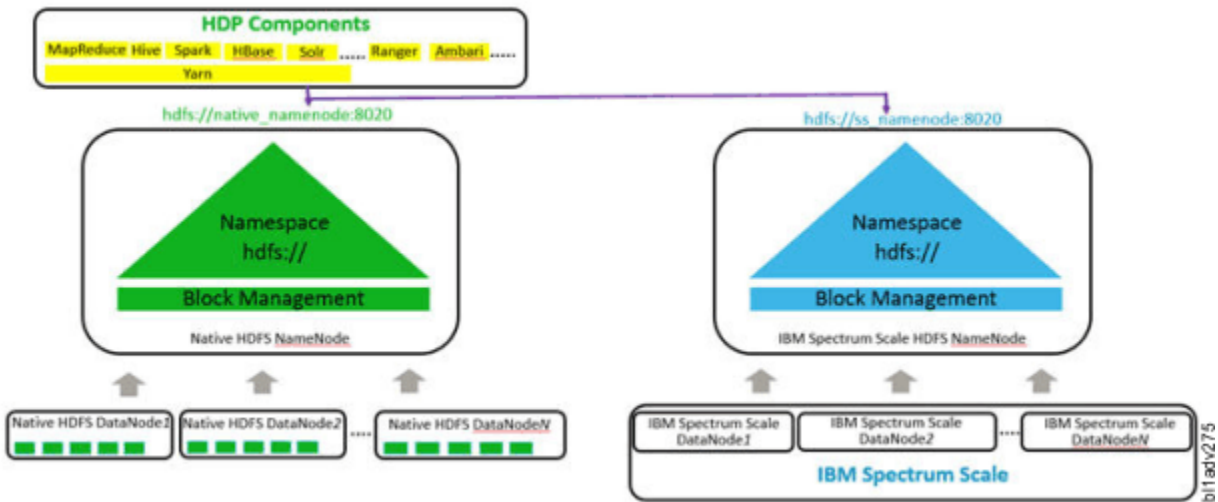 HDP Components
MapReduce Hive Spark HBase Solr ..... Ranger Ambari .....
Yarn
hdfs://native_namenode:8020
hdfs://ss_namenode:8020
Namespace
hdfs://
Block Management
Native HDFS NameNode
Namespace
hdfs://
Block Management
IBM Spectrum Scale HDFS NameNode
Native HDFS DataNode1
Native HDFS DataNode2
....
Native HDFS DataNodeN
IBM Spectrum Scale
DataNode1
IBM Spectrum Scale
DataNode2
....
IBM Spectrum Scale
DataNodeN
IBM Spectrum Scale
bl1adv275